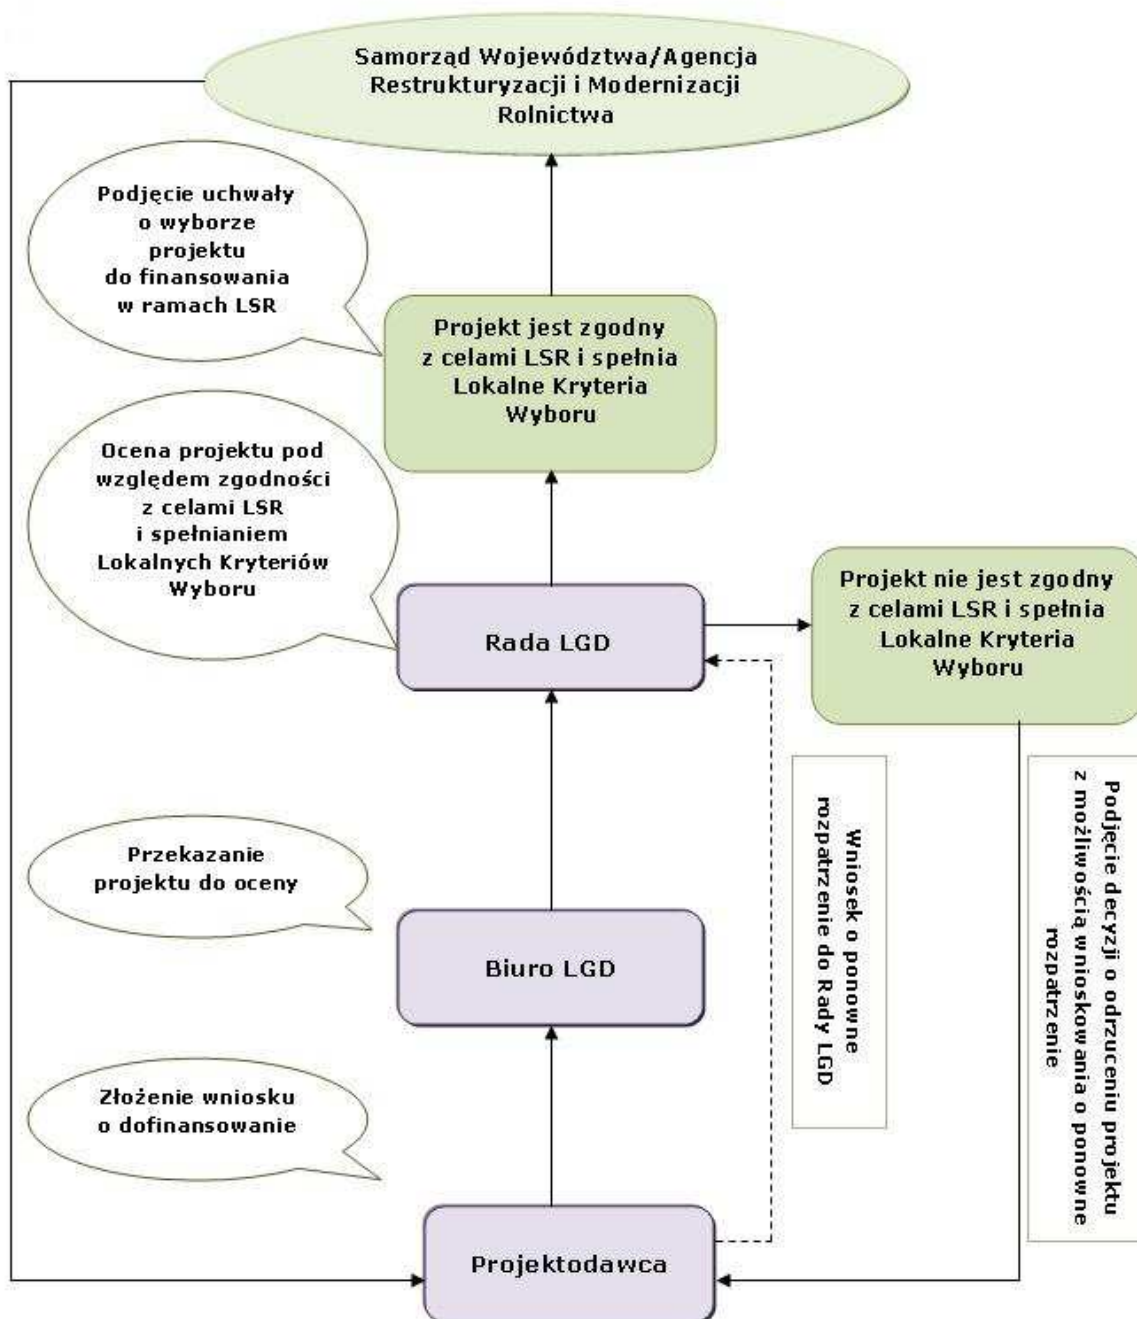 Samorząd Województwa/Agencja
Restrukturyzacji i Modernizacji
Rolnictwa
Podjęcie uchwały
o wyborze
projektu
do finansowania
w ramach LSR
Projekt jest zgodny
z celami LSR i spełnia
Lokalne Kryteria
Wyboru
Ocena projektu pod
względem zgodności
z celami LSR
i spełnianiem
Lokalnych Kryteriów
Wyboru
Rada LGD
Projekt nie jest zgodny
z celami LSR i spełnia
Lokalne Kryteria
Wyboru
Wniosek o ponowne
rozpatrzenie do Rady LGD
Podjęcie decyzji o odrzuceniu projektu
z możliwością wnioskowania o ponowne
rozpatrzenie
Przekazanie
projektu do oceny
Biuro LGD
Złożenie wniosku
o dofinansowanie
Projektodawca